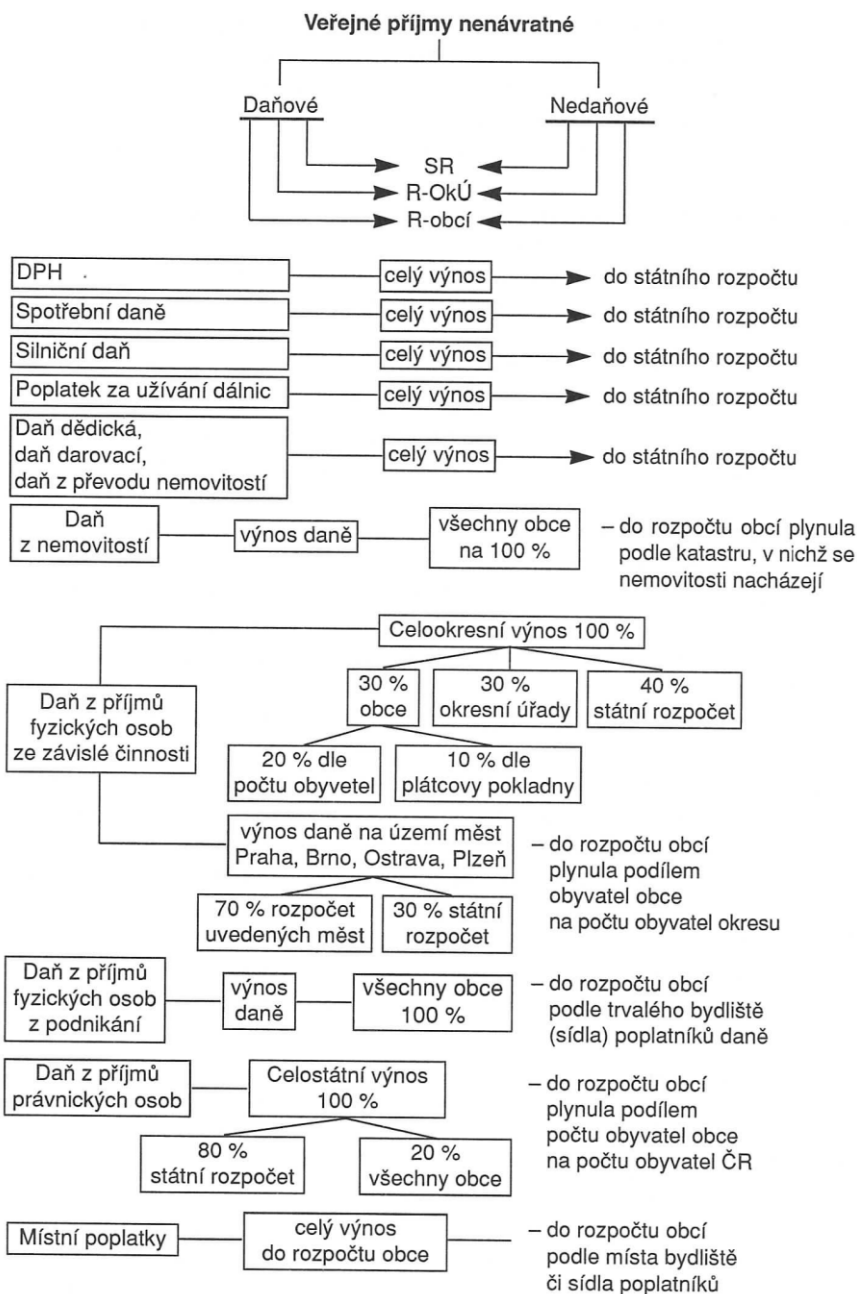 Veřejné příjmy nenávratné
Daňové
Nedaňové
SR
R-OkÚ
R-obcí
DPH
celý výnos
do státního rozpočtu
Spotřební daně
celý výnos
do státního rozpočtu
Silniční daň
celý výnos
do státního rozpočtu
Poplatek za užívání dálnic
celý výnos
do státního rozpočtu
Daň dědická,
daň darovací,
daň z převodu nemovitostí
celý výnos
do státního rozpočtu
Daň
z nemovitostí
výnos daně
všechny obce
na 100 %
– do rozpočtu obcí plynula
podle katastru, v nichž se
nemovitosti nacházejí
Daň z příjmů
fyzických osob
ze závislé činnosti
Celookresní výnos 100 %
30 %
obce
30 %
okresní úřady
40 %
státní rozpočet
20 % dle
počtu obyvetel
10 % dle
plátcovy pokladny
výnos daně na území měst
Praha, Brno, Ostrava, Plzeň
70 % rozpočet
uvedených měst
30 % státní
rozpočet
– do rozpočtu obcí
plynula podílem
obyvatel obce
na počtu obyvatel okresu
Daň z příjmů
fyzických osob
z podnikání
výnos
daně
všechny obce
100 %
– do rozpočtu obcí
podle trvalého bydliště
(sídla) poplatníků daně
Daň z příjmů
právnických osob
Celostátní výnos
100 %
80 %
státní rozpočet
20 %
všechny obce
– do rozpočtu obcí
plynula podílem
počtu obyvatel obce
na počtu obyvatel ČR
Místní poplatky
celý výnos
do rozpočtu obce
– do rozpočtu obcí
podle místa bydliště
či sídla poplatníků